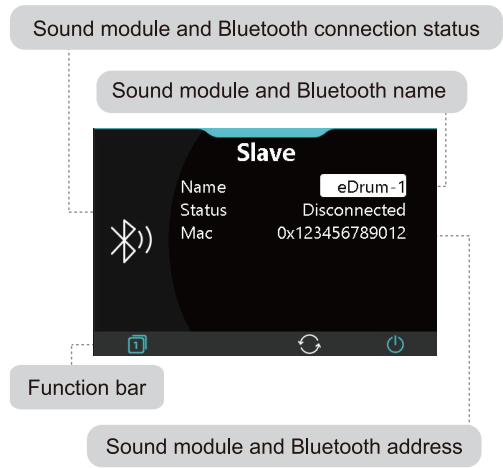 Sound module and Bluetooth connection status
Sound module and Bluetooth name
Slave
Name eDrum-1
Status Disconnected
Mac 0x123456789012
1
Function bar
Sound module and Bluetooth address